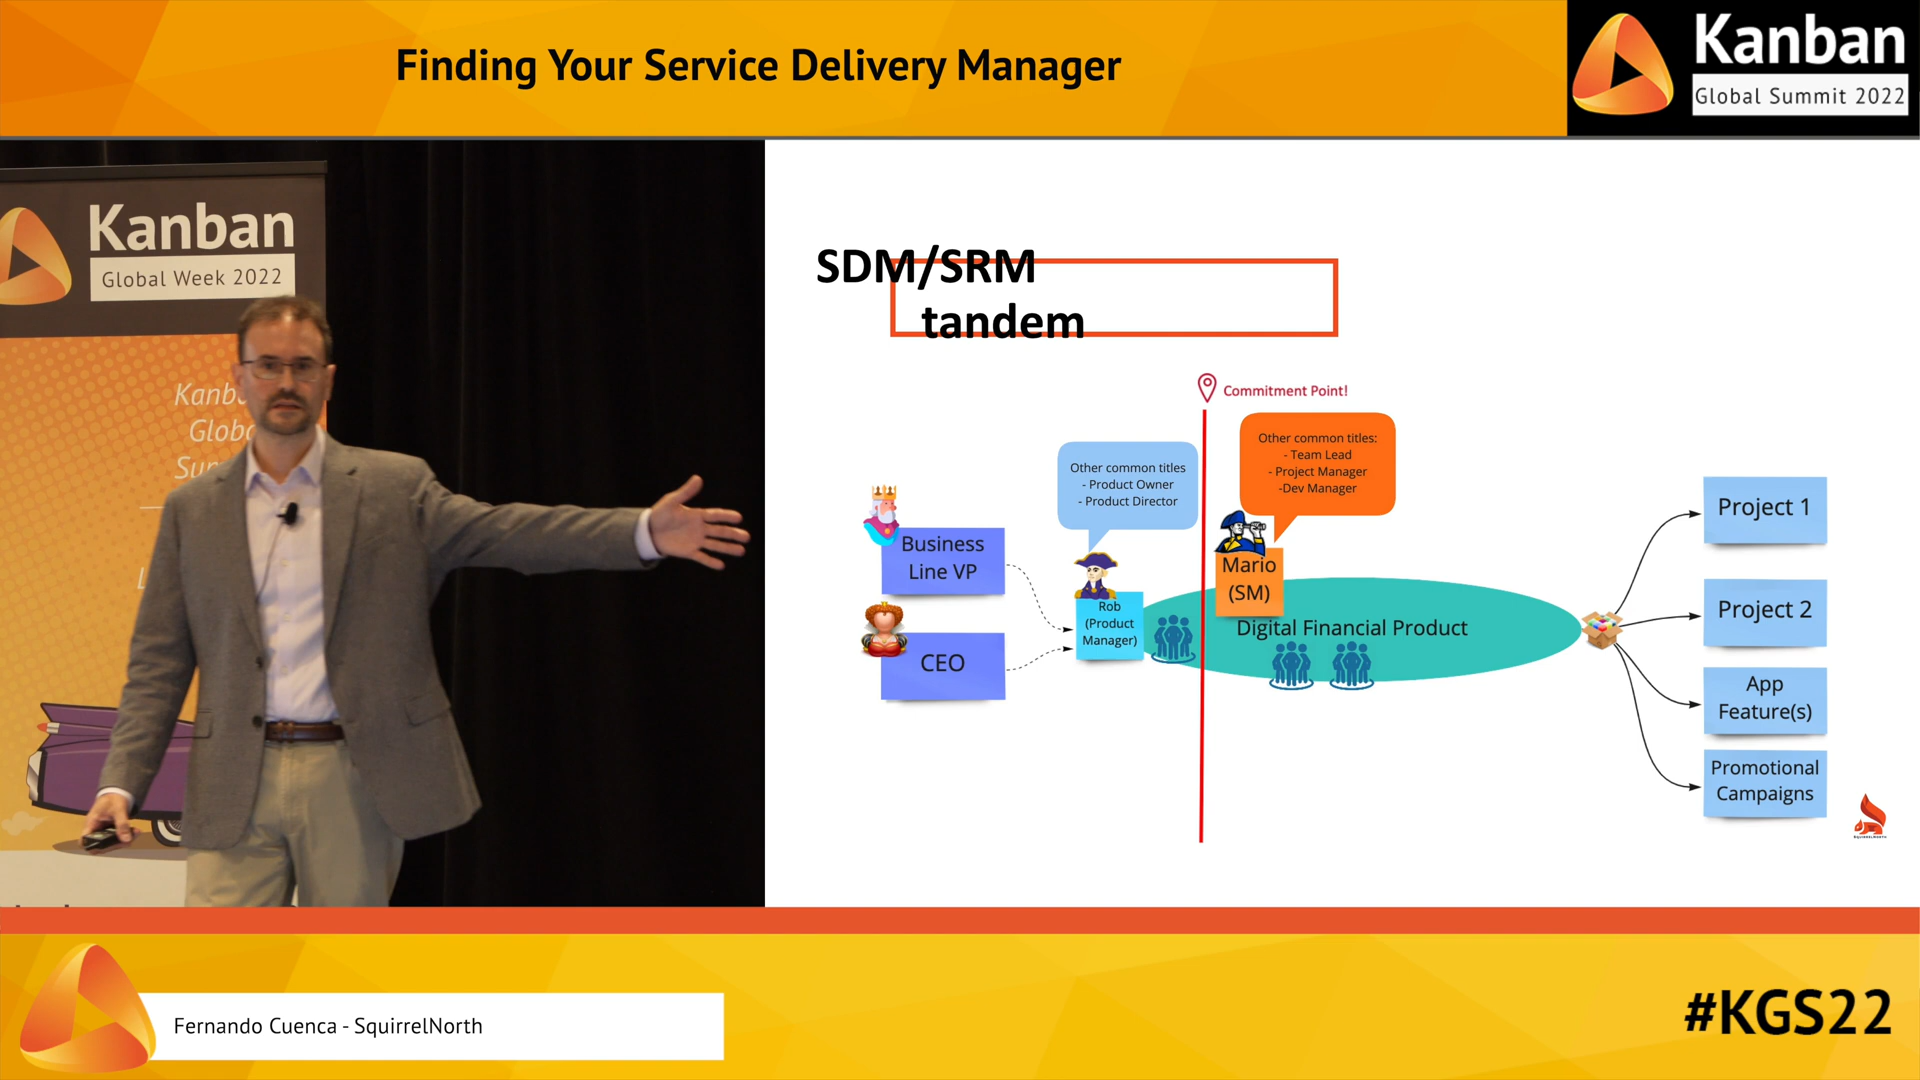 Finding Your Service Delivery Manager
Kanban
Global Summit 2022
Kanban
Global Week 2022
SDM/SRM
tandem
Commitment Point!
Other common titles
- Product Owner
- Product Director
Other common titles:
- Team Lead
- Project Manager
-Dev Manager
Business
Line VP
CEO
Rob
(Product
Manager)
Mario
(SM)
Digital Financial Product
Project 1
Project 2
App
Feature(s)
Promotional
Campaigns
Fernando Cuenca - SquirrelNorth
#KGS22